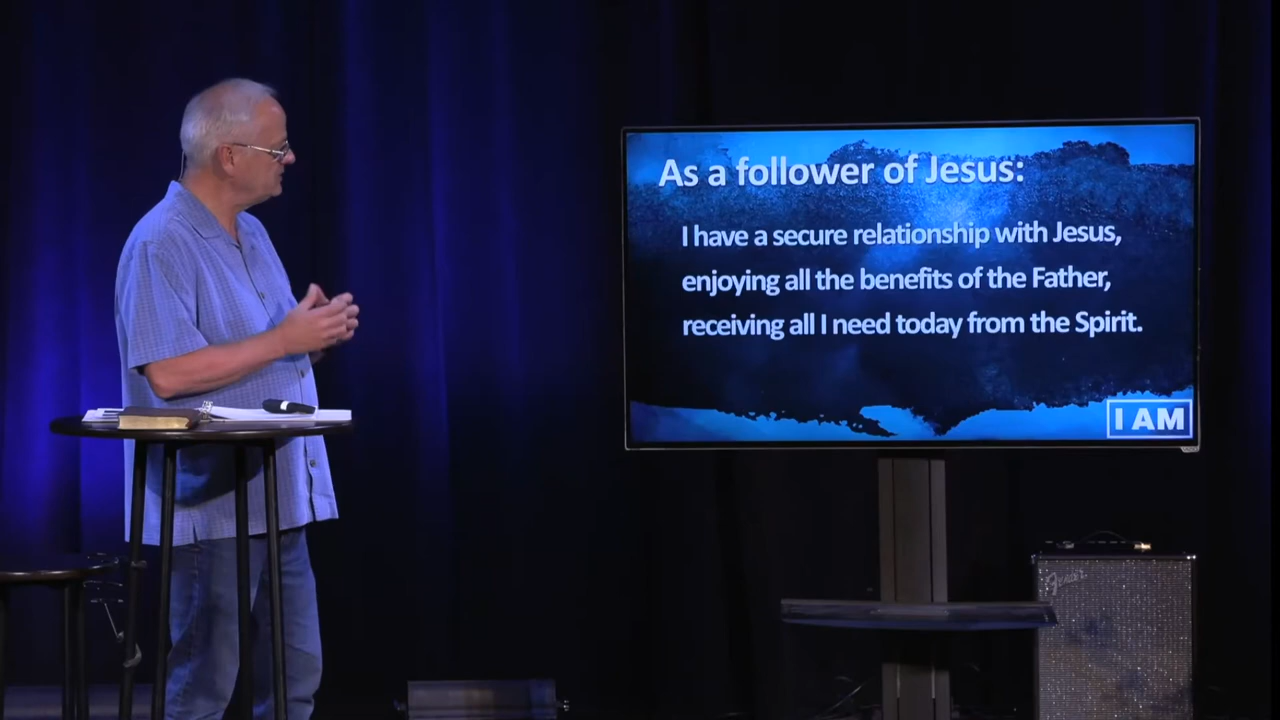 As a follower of Jesus:
I have a secure relationship with Jesus,
enjoying all the benefits of the Father,
receiving all I need today from the Spirit.
I AM
Fender